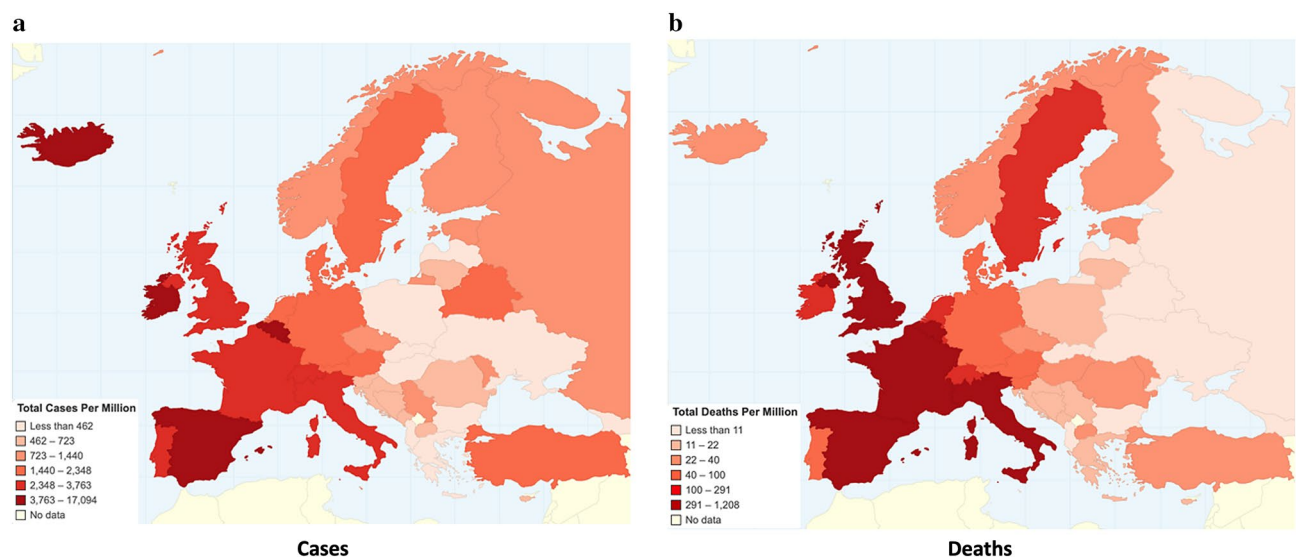 a
b
Total Cases Per Million
Less than 462
462 – 723
723 – 1,440
1,440 – 2,348
2,348 – 3,763
3,763 – 17,094
No data
Total Deaths Per Million
Less than 11
11 – 22
22 – 40
40 – 100
100 – 291
291 – 1,208
No data
Cases
Deaths